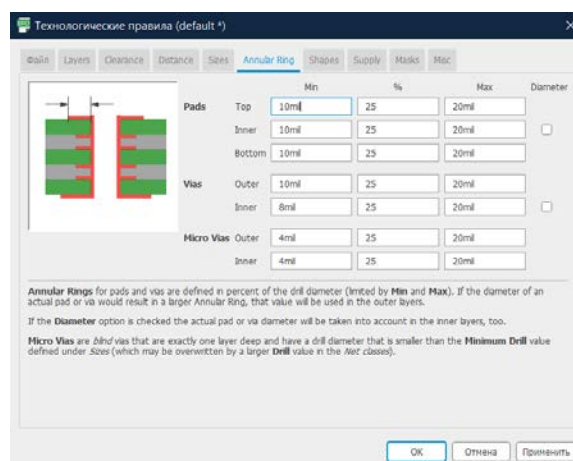 Технологические правила (default *)
Файл Layers Clearance Distance Sizes Annular Ring Shapes Supply Masks Misc
Min % Max Diameter
Pads Top 10mil 25 20mil
Inner 10mil 25 20mil
Bottom 10mil 25 20mil
Vias Outer 10mil 25 20mil
Inner 8mil 25 20mil
Micro Vias Outer 4mil 25 20mil
Inner 4mil 25 20mil
Annular Rings for pads and vias are defined in percent of the drill diameter (limited by Min and Max). If the diameter of an
actual pad or via would result in a larger Annular Ring, that value will be used in the outer layers.
If the Diameter option is checked the actual pad or via diameter will be taken into account in the inner layers, too.
Micro Vias are blind vias that are exactly one layer deep and have a drill diameter that is smaller than the Minimum Drill value
defined under Sizes (which may be overwritten by a larger Drill value in the Net classes).
OK Отмена Применить